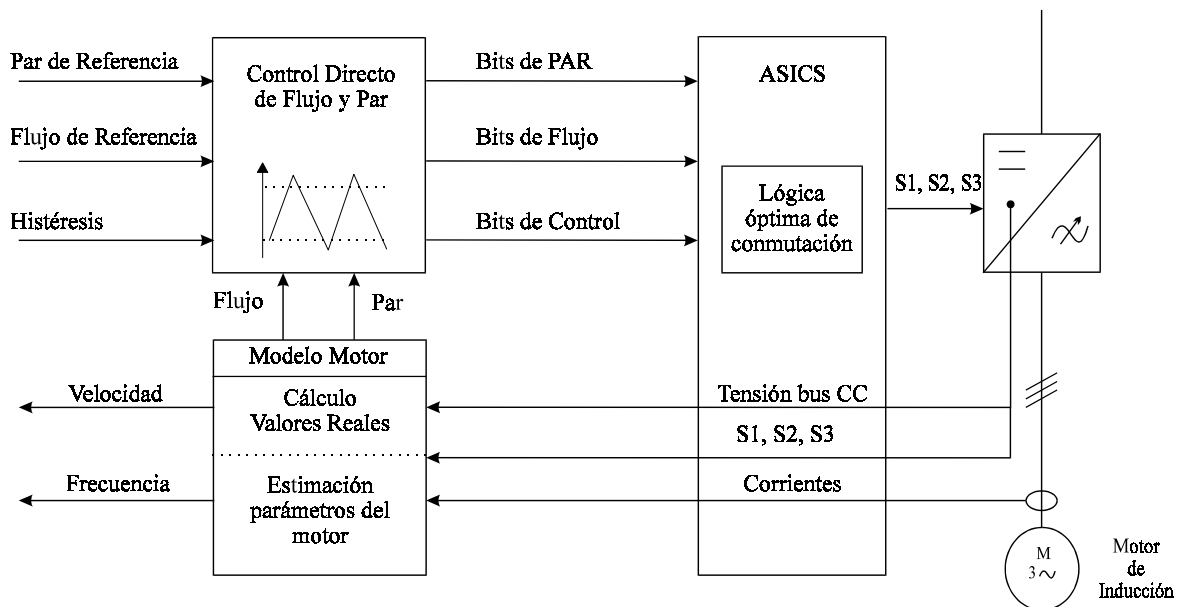 Par de Referencia
Flujo de Referencia
Histéresis
Control Directo
de Flujo y Par
Bits de PAR
Bits de Flujo
Bits de Control
ASICS
Lógica
óptima de
conmutación
S1, S2, S3
Flujo
Par
Modelo Motor
Cálculo
Valores Reales
Estimación
parámetros del
motor
Velocidad
Frecuencia
Tensión bus CC
S1, S2, S3
Corrientes
M
3~
Motor
de
Inducción